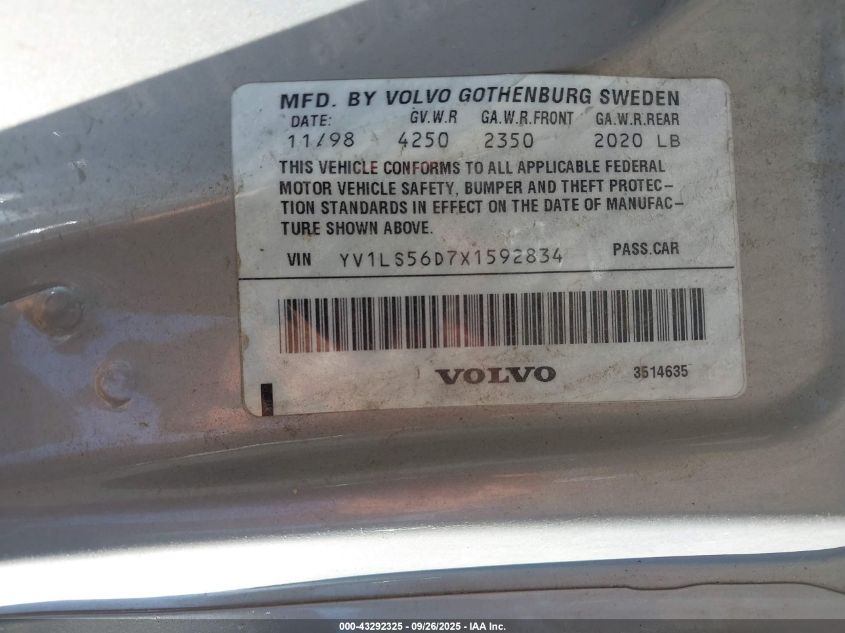 MFD. BY VOLVO GOTHENBURG SWEDEN
DATE: GV.W.R GA.W.R.FRONT GA.W.R.REAR
11/98 4250 2350 2020 LB
THIS VEHICLE CONFORMS TO ALL APPLICABLE FEDERAL
MOTOR VEHICLE SAFETY, BUMPER AND THEFT PROTEC-
TION STANDARDS IN EFFECT ON THE DATE OF MANUFAC-
TURE SHOWN ABOVE.
VIN YV1LS56D7X1592834 PASS.CAR
VOLVO 3514635
000-43292325 | 09/26/2025 - IAA Inc.